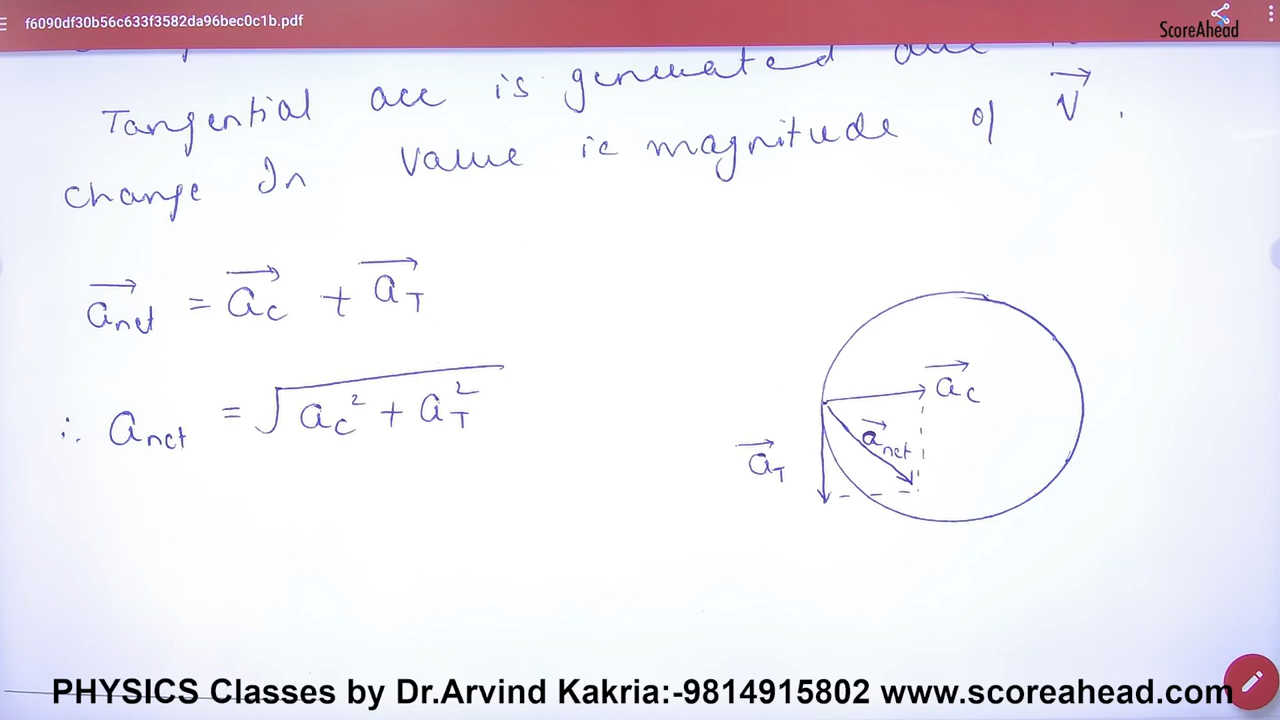 f6090df30b56c633f3582da96bec0c1b.pdf
ScoreAhead
Tangential acc is generated due
change In value ie magnitude of V⃗ .
a⃗net = a⃗C + a⃗T
∴ anet = √(aC² + aT²)
a⃗C
a⃗net
a⃗T
PHYSICS Classes by Dr.Arvind Kakria:-9814915802 www.scoreahead.com